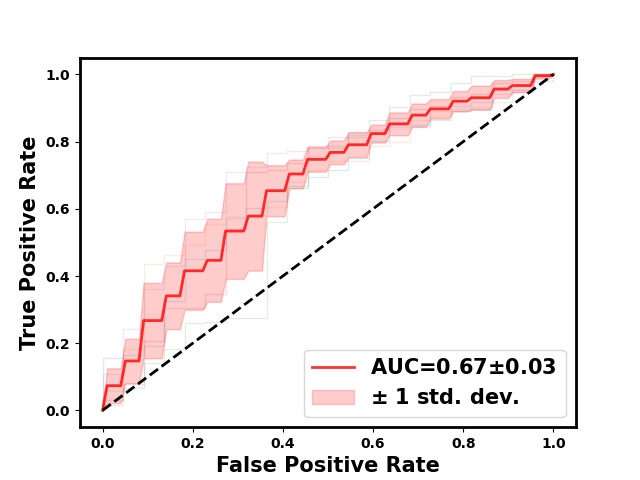 1.0
0.8
0.6
0.4
0.2
0.0
True Positive Rate
AUC=0.67±0.03
± 1 std. dev.
0.0 0.2 0.4 0.6 0.8 1.0
False Positive Rate